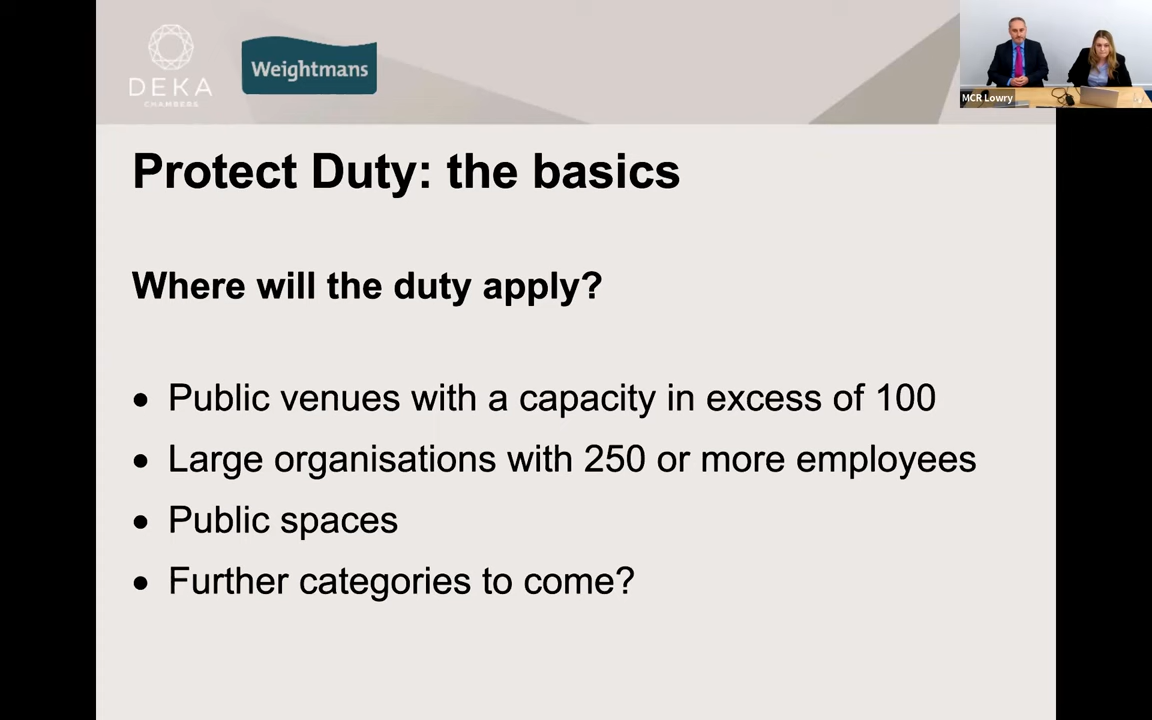 DEKA
CHAMBERS
Weightmans
MCR Lowry
Protect Duty: the basics
Where will the duty apply?
• Public venues with a capacity in excess of 100
• Large organisations with 250 or more employees
• Public spaces
• Further categories to come?